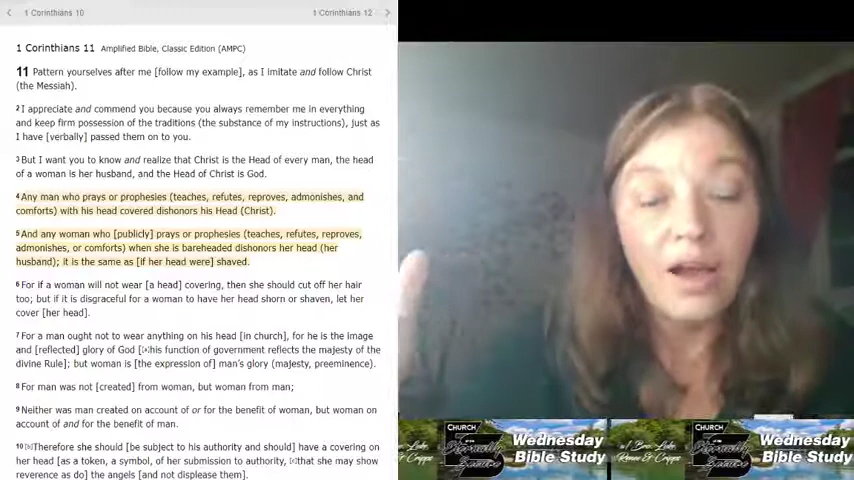 1 Corinthians 10
1 Corinthians 12
1 Corinthians 11 Amplified Bible, Classic Edition (AMPC)
11 Pattern yourselves after me [follow my example], as I imitate and follow Christ
(the Messiah).
2 I appreciate and commend you because you always remember me in everything
and keep firm possession of the traditions (the substance of my instructions), just as
I have [verbally] passed them on to you.
3 But I want you to know and realize that Christ is the Head of every man, the head
of a woman is her husband, and the Head of Christ is God.
4 Any man who prays or prophesies (teaches, refutes, reproves, admonishes, and
comforts) with his head covered dishonors his Head (Christ).
5 And any woman who [publicly] prays or prophesies (teaches, refutes, reproves,
admonishes, or comforts) when she is bareheaded dishonors her head (her
husband); it is the same as [if her head were] shaved.
6 For if a woman will not wear [a head] covering, then she should cut off her hair
too; but if it is disgraceful for a woman to have her head shorn or shaven, let her
cover [her head].
7 For a man ought not to wear anything on his head [in church], for he is the image
and [reflected] glory of God [his function of government reflects the majesty of the
divine Rule]; but woman is [the expression of] man's glory (majesty, preeminence).
8 For man was not [created] from woman, but woman from man;
9 Neither was man created on account of or for the benefit of woman, but woman on
account of and for the benefit of man.
10 Therefore she should [be subject to his authority and should] have a covering on
her head [as a token, a symbol, of her submission to authority, that she may show
reverence as do] the angels [and not displease them].
CHURCH
of the
Eternally
Secure
Wednesday
Bible Study
w/ Bro. Luke,
Renee & Cripps
CHURCH
of the
Eternally
Secure
Wednesday
Bible Study